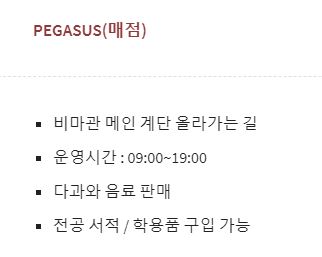 PEGASUS(매점)
비마관 메인 계단 올라가는 길
운영시간 : 09:00~19:00
다과와 음료 판매
전공 서적 / 학용품 구입 가능